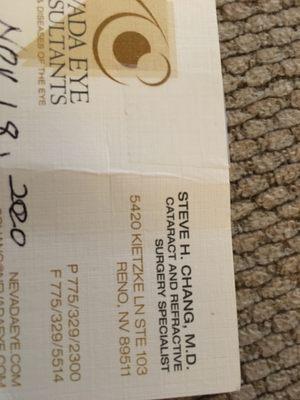 VADA EYE
SULTANTS
& DISEASES OF THE EYE
NOV 18, 2020
STEVE H. CHANG, M.D.
CATARACT AND REFRACTIVE
SURGERY SPECIALIST
5420 KIETZKE LN STE 103
RENO, NV 89511
P 775/329/2300
F 775/329/5514
NEVADAEYE.COM